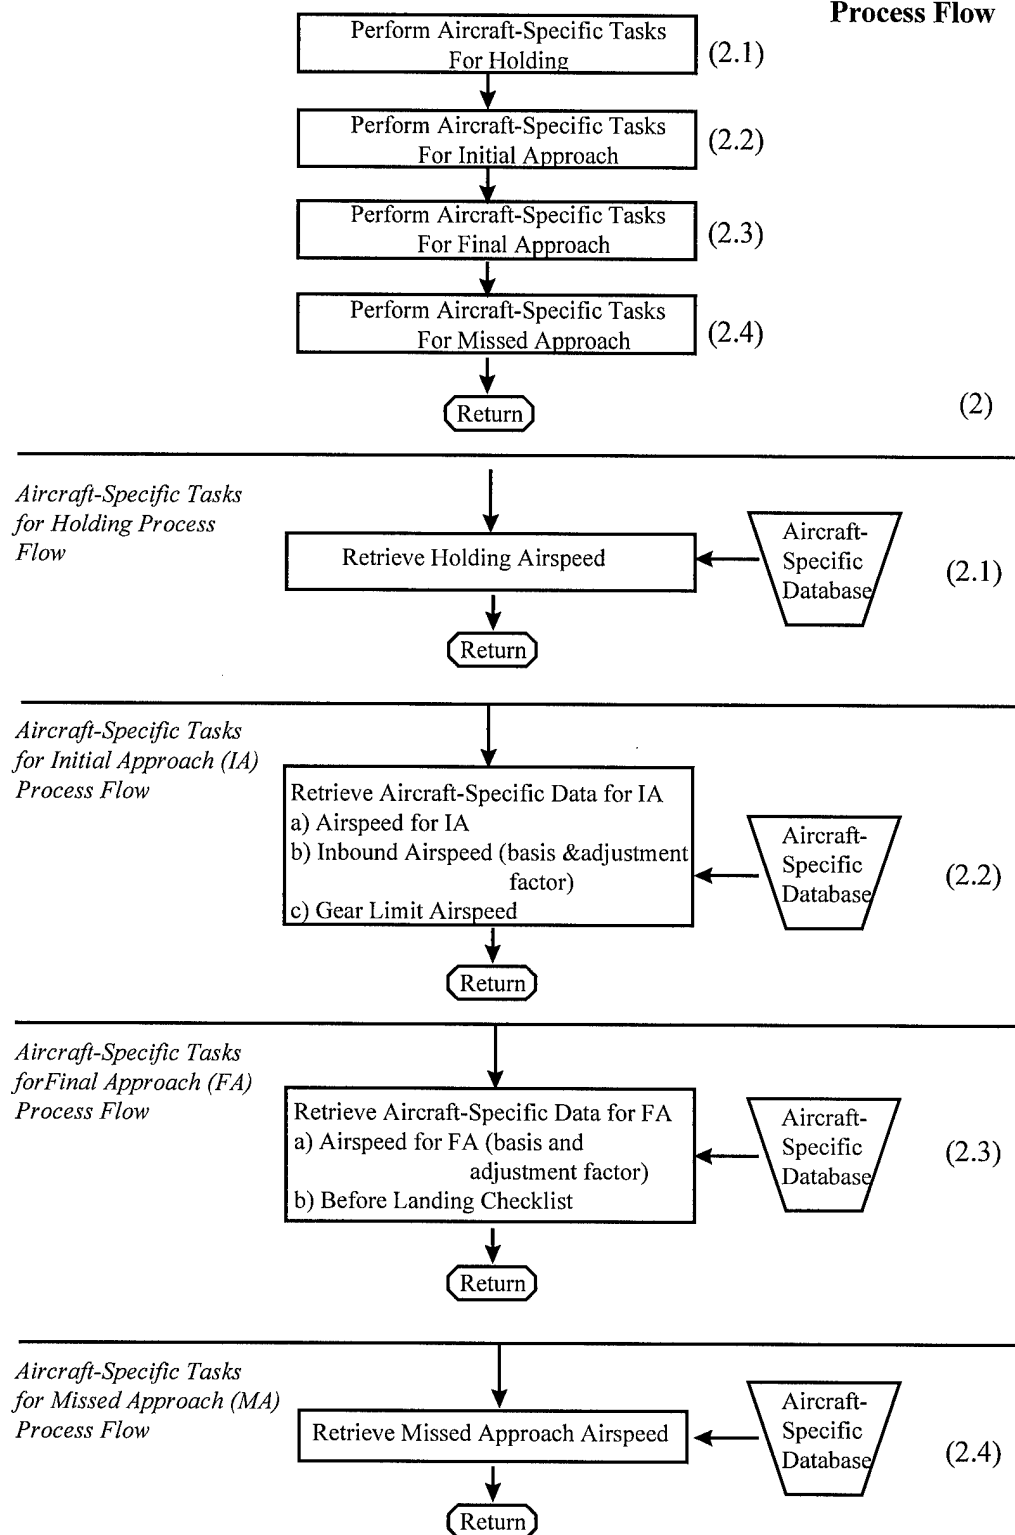 Process Flow
Perform Aircraft-Specific Tasks
For Holding
(2.1)
Perform Aircraft-Specific Tasks
For Initial Approach
(2.2)
Perform Aircraft-Specific Tasks
For Final Approach
(2.3)
Perform Aircraft-Specific Tasks
For Missed Approach
(2.4)
Return
(2)
Aircraft-Specific Tasks
for Holding Process
Flow
Retrieve Holding Airspeed
Aircraft-
Specific
Database
(2.1)
Return
Aircraft-Specific Tasks
for Initial Approach (IA)
Process Flow
Retrieve Aircraft-Specific Data for IA
a) Airspeed for IA
b) Inbound Airspeed (basis &adjustment
factor)
c) Gear Limit Airspeed
Aircraft-
Specific
Database
(2.2)
Return
Aircraft-Specific Tasks
forFinal Approach (FA)
Process Flow
Retrieve Aircraft-Specific Data for FA
a) Airspeed for FA (basis and
adjustment factor)
b) Before Landing Checklist
Aircraft-
Specific
Database
(2.3)
Return
Aircraft-Specific Tasks
for Missed Approach (MA)
Process Flow
Retrieve Missed Approach Airspeed
Aircraft-
Specific
Database
(2.4)
Return